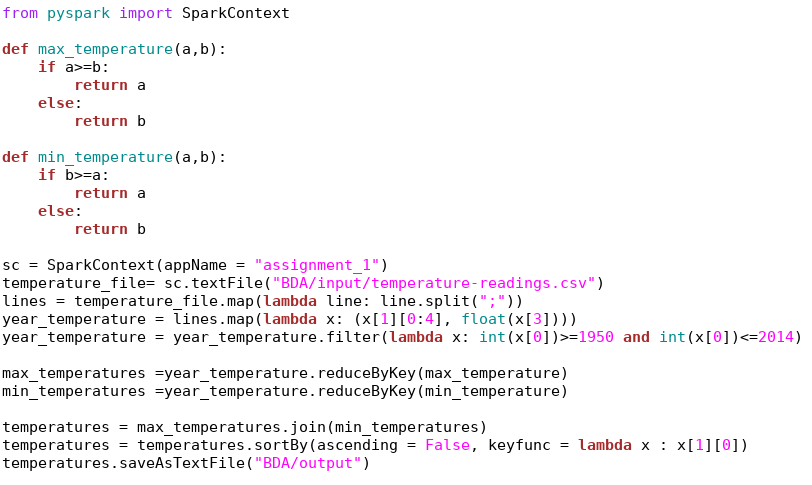 from pyspark import SparkContext

def max_temperature(a,b):
    if a>=b:
        return a
    else:
        return b

def min_temperature(a,b):
    if b>=a:
        return a
    else:
        return b

sc = SparkContext(appName = "assignment_1")
temperature_file= sc.textFile("BDA/input/temperature-readings.csv")
lines = temperature_file.map(lambda line: line.split(";"))
year_temperature = lines.map(lambda x: (x[1][0:4], float(x[3])))
year_temperature = year_temperature.filter(lambda x: int(x[0])>=1950 and int(x[0])<=2014)

max_temperatures =year_temperature.reduceByKey(max_temperature)
min_temperatures =year_temperature.reduceByKey(min_temperature)

temperatures = max_temperatures.join(min_temperatures)
temperatures = temperatures.sortBy(ascending = False, keyfunc = lambda x : x[1][0])
temperatures.saveAsTextFile("BDA/output")